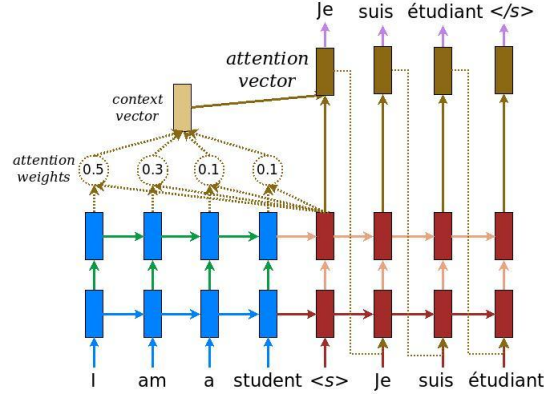 Je suis étudiant </s>
attention
vector
context
vector
attention
weights
0.5 0.3 0.1 0.1
I am a student <s> Je suis étudiant